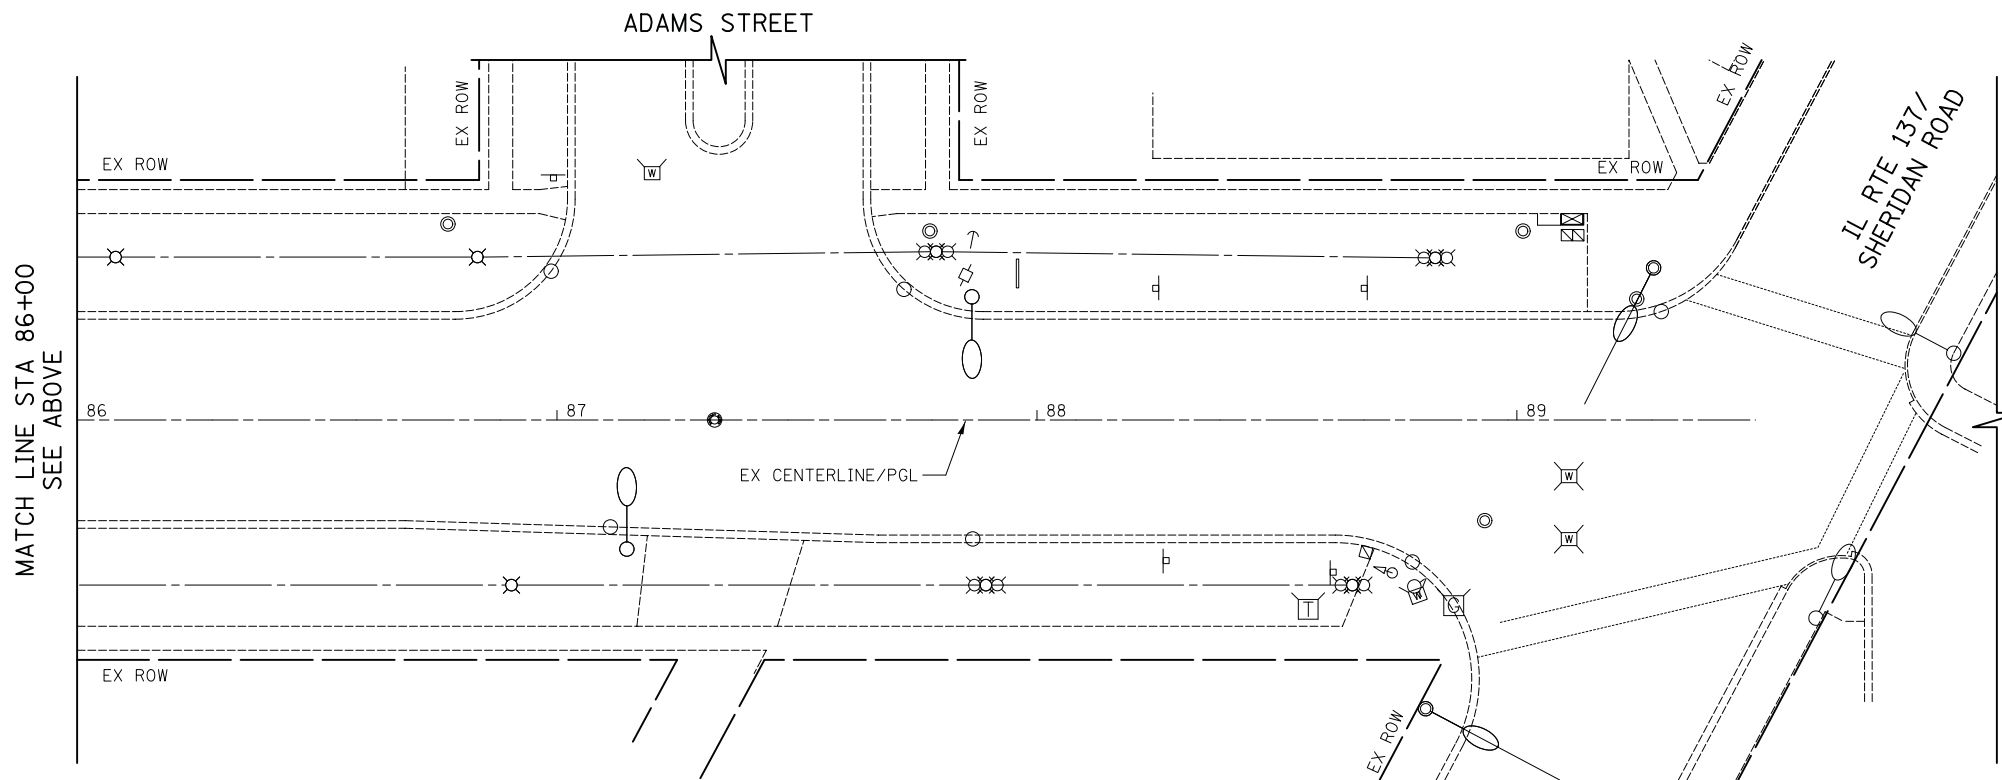 ADAMS STREET
EX ROW
EX ROW
EX ROW
EX ROW
EX ROW
IL RTE 137/
SHERIDAN ROAD
W
MATCH LINE STA 86+00
SEE ABOVE
86
87
88
89
EX CENTERLINE/PGL
W
W
T
W
G
EX ROW
EX ROW